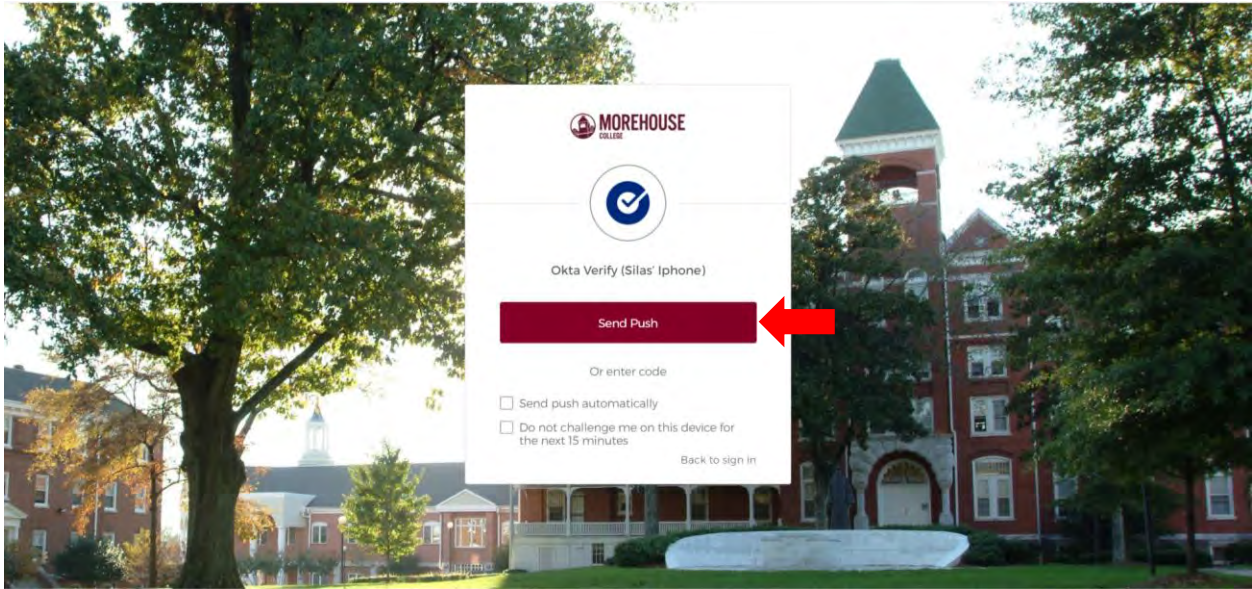 MOREHOUSE
COLLEGE
Okta Verify (Silas' Iphone)
Send Push
Or enter code
Send push automatically
Do not challenge me on this device for
the next 15 minutes
Back to sign in